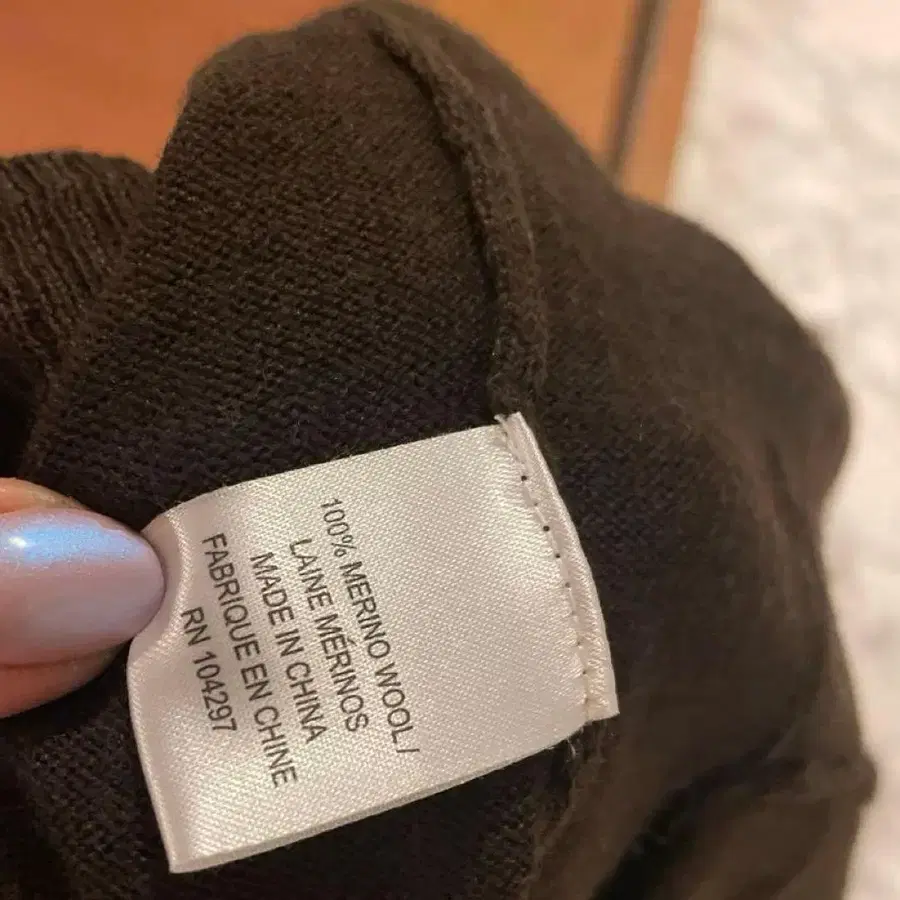 100% MERINO WOOL/
LAINE MÉRINOS
MADE IN CHINA
FABRIQUE EN CHINE
RN 104297